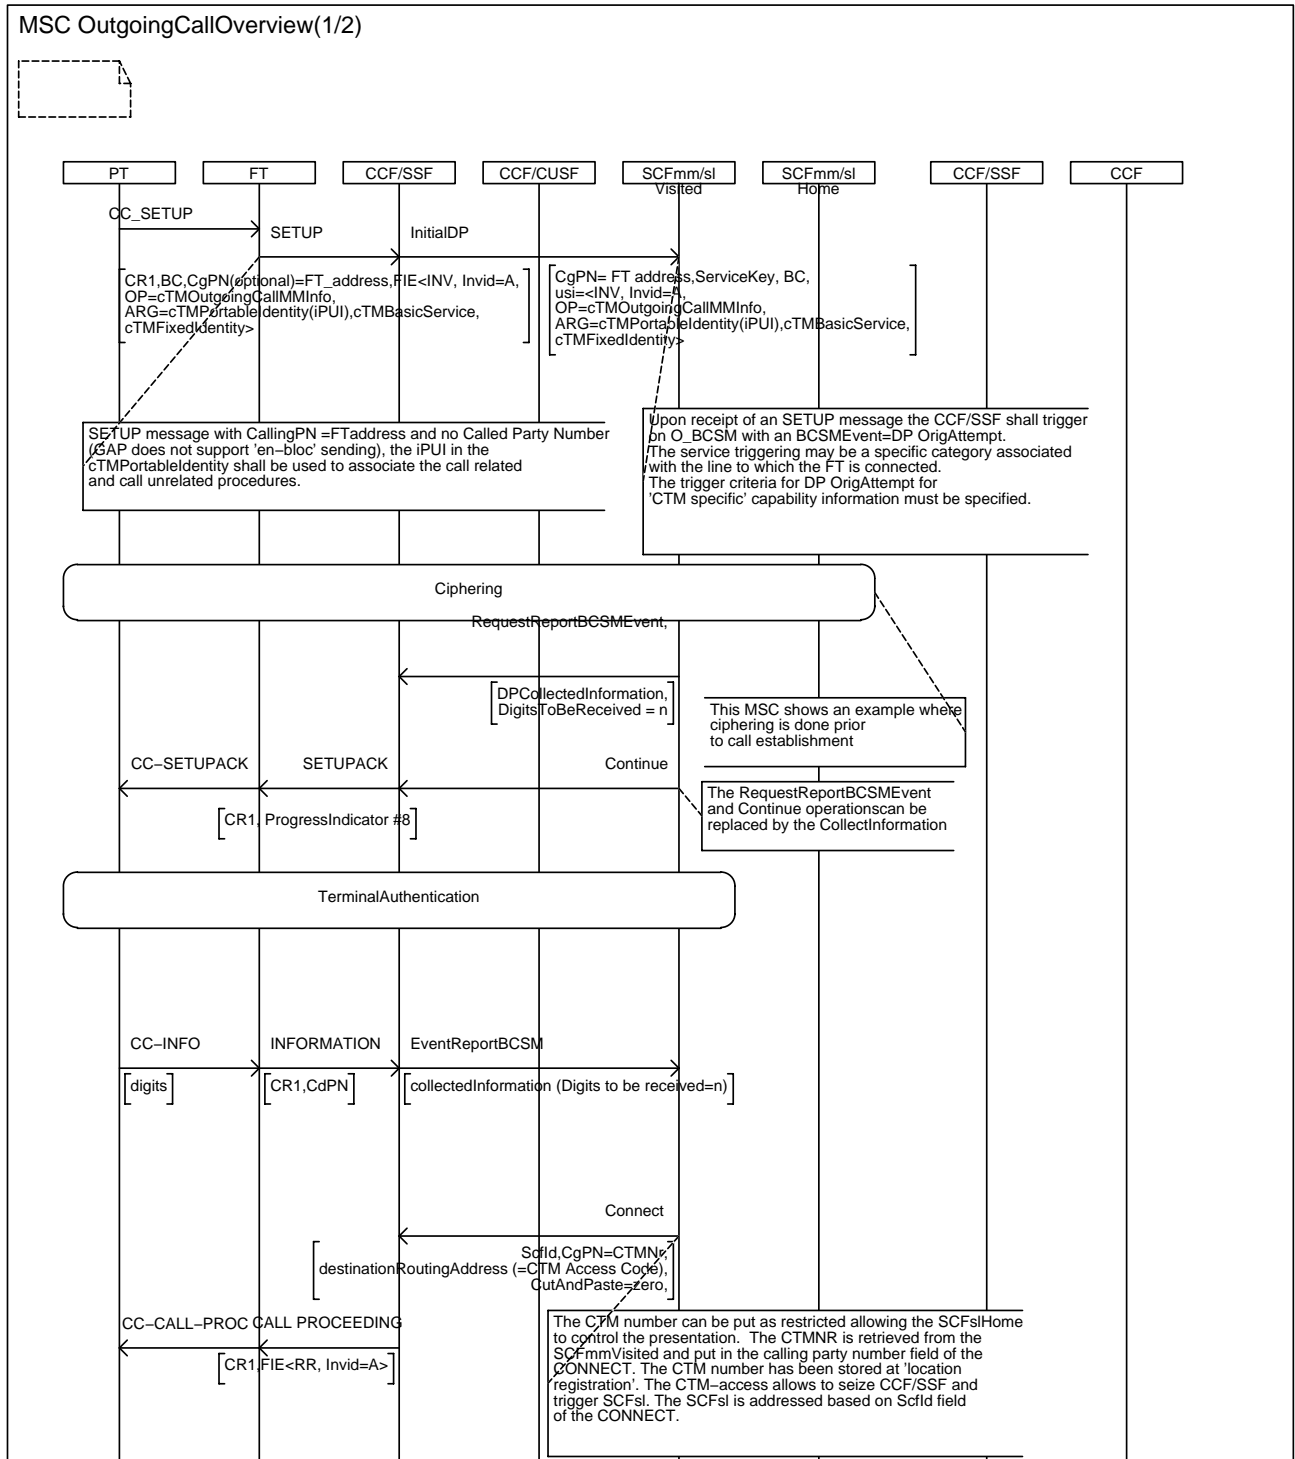 MSC OutgoingCallOverview(1/2)
PT
FT
CCF/SSF
CCF/CUSF
SCFmm/sl
Visited
SCFmm/sl
Home
CCF/SSF
CCF
CC_SETUP
SETUP
InitialDP
CR1,BC,CgPN(optional)=FT_address,FIE<INV, Invid=A,
OP=cTMOutgoingCallMMInfo,
ARG=cTMPortableIdentity(iPUI),cTMBasicService,
cTMFixedIdentity>
CgPN= FT address,ServiceKey, BC,
usi=<INV, Invid=A,
OP=cTMOutgoingCallMMInfo,
ARG=cTMPortableIdentity(iPUI),cTMBasicService,
cTMFixedIdentity>
SETUP message with CallingPN =FTaddress and no Called Party Number
(GAP does not support 'en−bloc' sending), the iPUI in the
cTMPortableIdentity shall be used to associate the call related
and call unrelated procedures.
Upon receipt of an SETUP message the CCF/SSF shall trigger
on O_BCSM with an BCSMEvent=DP OrigAttempt.
The service triggering may be a specific category associated
with the line to which the FT is connected.
The trigger criteria for DP OrigAttempt for
'CTM specific' capability information must be specified.
Ciphering
RequestReportBCSMEvent,
DPCollectedInformation,
DigitsToBeReceived = n
This MSC shows an example where
ciphering is done prior
to call establishment
CC−SETUPACK
SETUPACK
Continue
CR1, ProgressIndicator #8
The RequestReportBCSMEvent
and Continue operationscan be
replaced by the CollectInformation
TerminalAuthentication
CC−INFO
INFORMATION
EventReportBCSM
digits
CR1,CdPN
collectedInformation (Digits to be received=n)
Connect
ScfId,CgPN=CTMNr,
destinationRoutingAddress (=CTM Access Code),
CutAndPaste=zero,
CC−CALL−PROC
CALL PROCEEDING
CR1,FIE<RR, Invid=A>
The CTM number can be put as restricted allowing the SCFslHome
to control the presentation. The CTMNR is retrieved from the
SCFmmVisited and put in the calling party number field of the
CONNECT. The CTM number has been stored at 'location
registration'. The CTM−access allows to seize CCF/SSF and
trigger SCFsl. The SCFsl is addressed based on ScfId field
of the CONNECT.